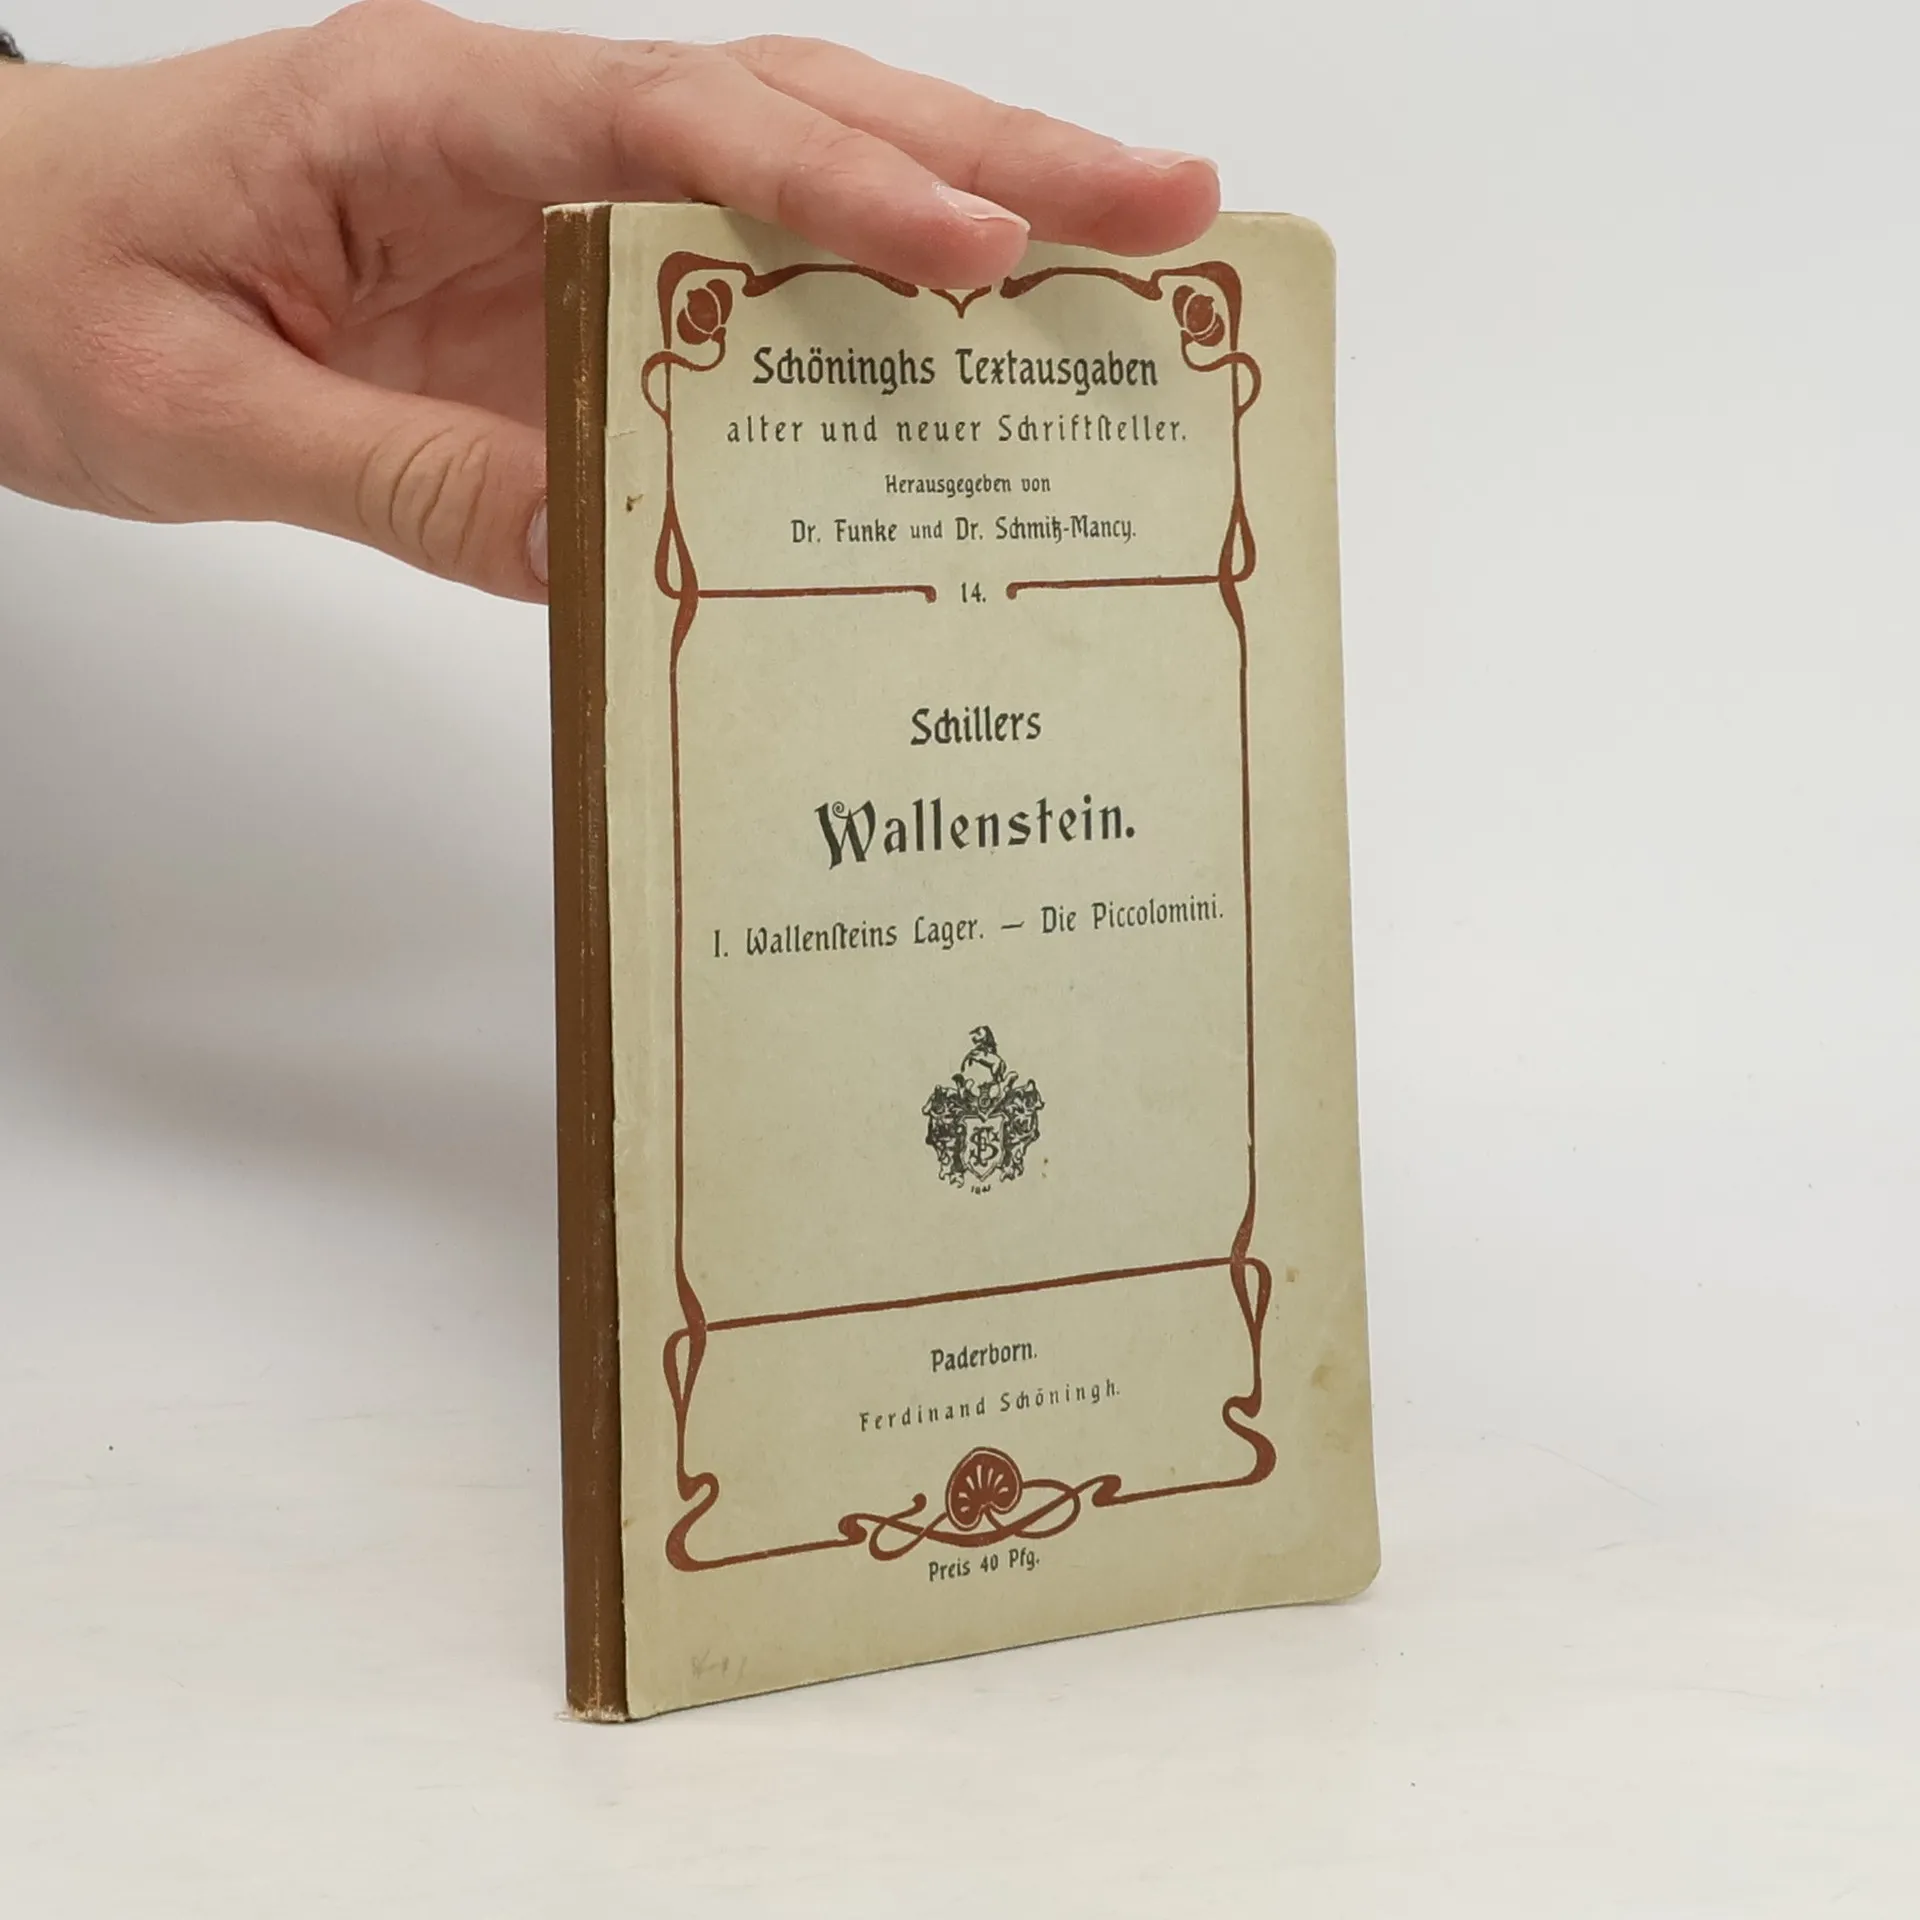 Schöninghs Textausgaben
alter und neuer Schriftſteller.
Herausgegeben von
Dr. Funke und Dr. Schmitz-Mancy.
14.
Schillers
Wallenstein.
I. Wallenſteins Lager. — Die Piccolomini.
Paderborn.
Ferdinand Schöningh.
Preis 40 Pfg.